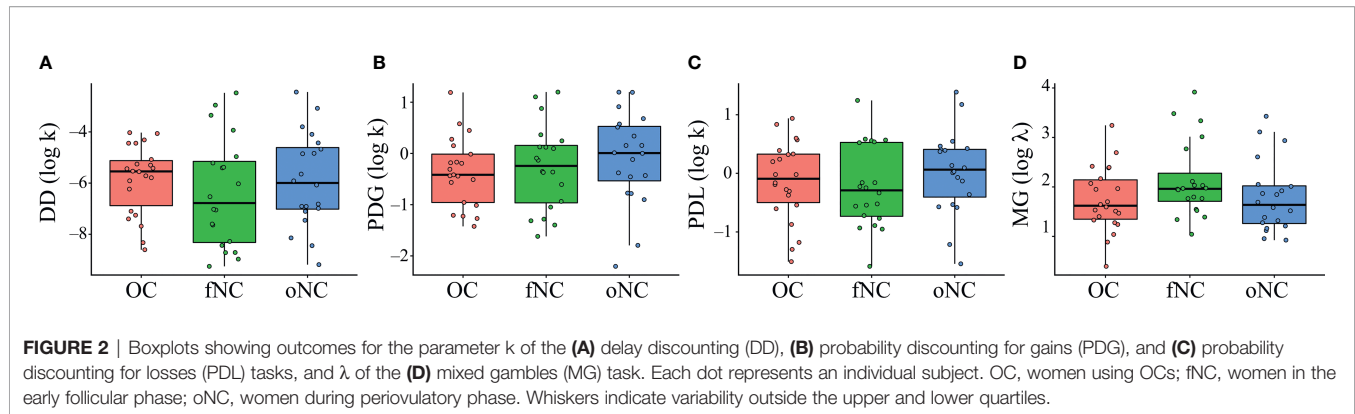 A
B
C
D
DD (log k)
−4
−6
−8
OC fNC oNC
PDG (log k)
1
0
−1
−2
OC fNC oNC
PDL (log k)
1
0
−1
OC fNC oNC
MG (log λ)
4
3
2
1
OC fNC oNC
FIGURE 2 | Boxplots showing outcomes for the parameter k of the (A) delay discounting (DD), (B) probability discounting for gains (PDG), and (C) probability
discounting for losses (PDL) tasks, and λ of the (D) mixed gambles (MG) task. Each dot represents an individual subject. OC, women using OCs; fNC, women in the
early follicular phase; oNC, women during periovulatory phase. Whiskers indicate variability outside the upper and lower quartiles.